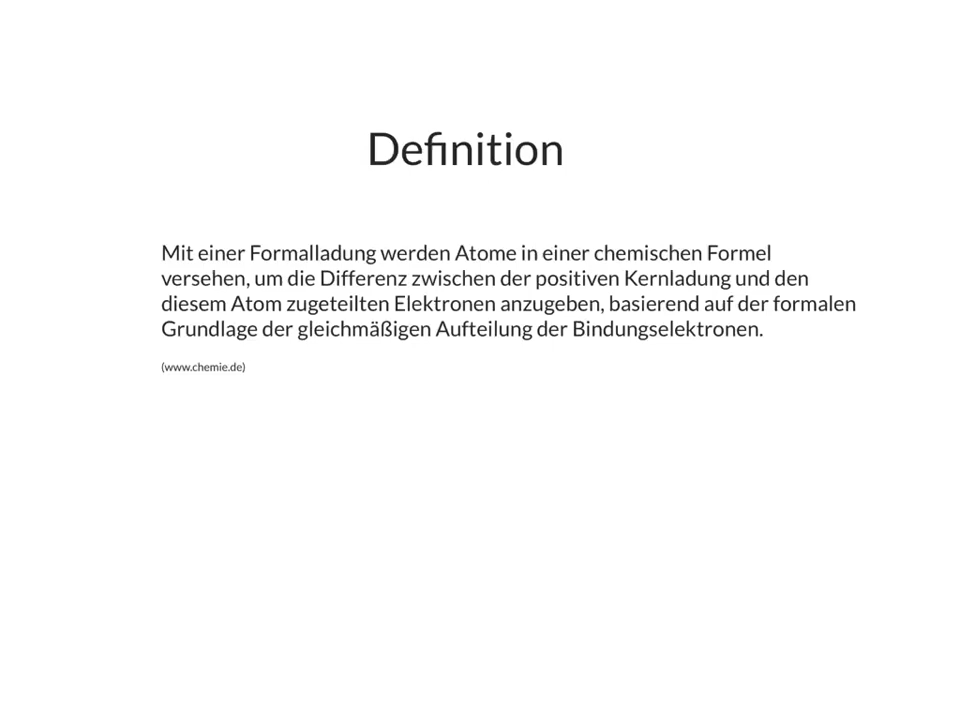 Definition
Mit einer Formalladung werden Atome in einer chemischen Formel
versehen, um die Differenz zwischen der positiven Kernladung und den
diesem Atom zugeteilten Elektronen anzugeben, basierend auf der formalen
Grundlage der gleichmäßigen Aufteilung der Bindungselektronen.
(www.chemie.de)